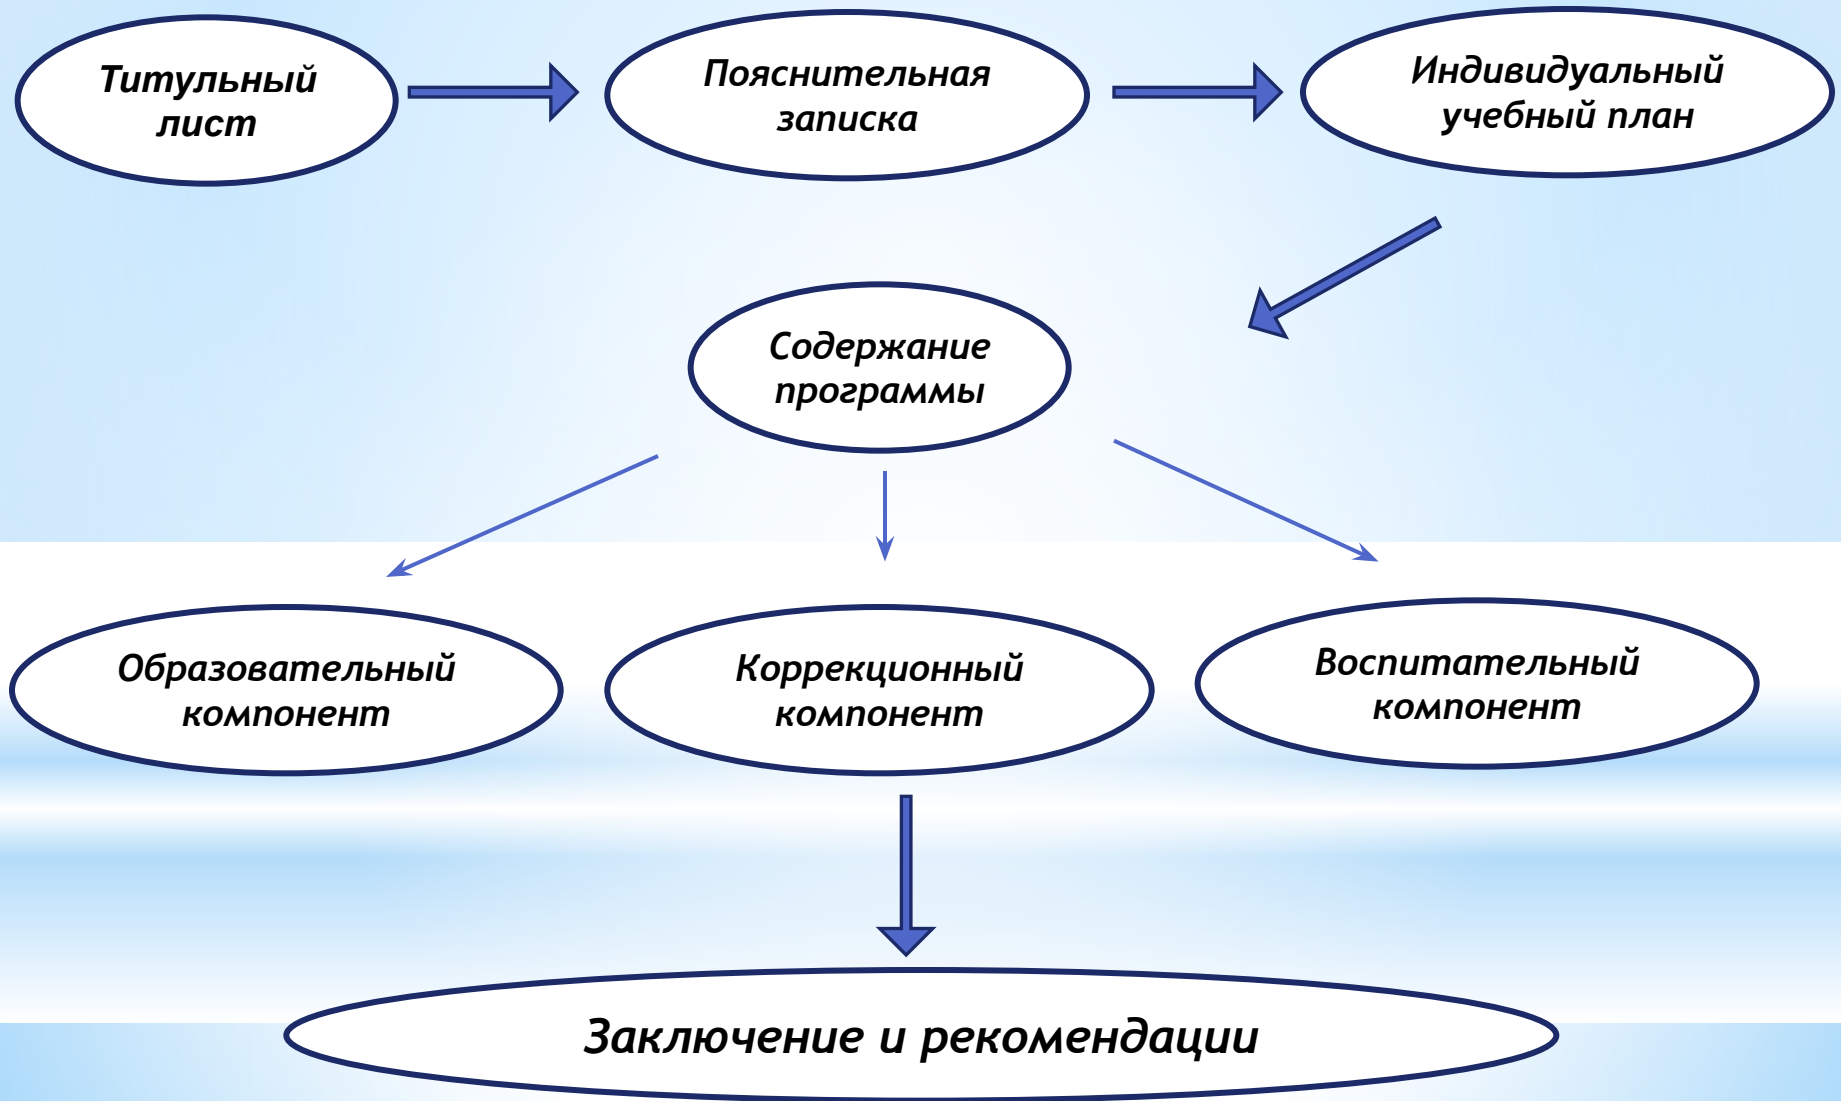 Титульный
лист
Пояснительная
записка
Индивидуальный
учебный план
Содержание
программы
Образовательный
компонент
Коррекционный
компонент
Воспитательный
компонент
Заключение и рекомендации